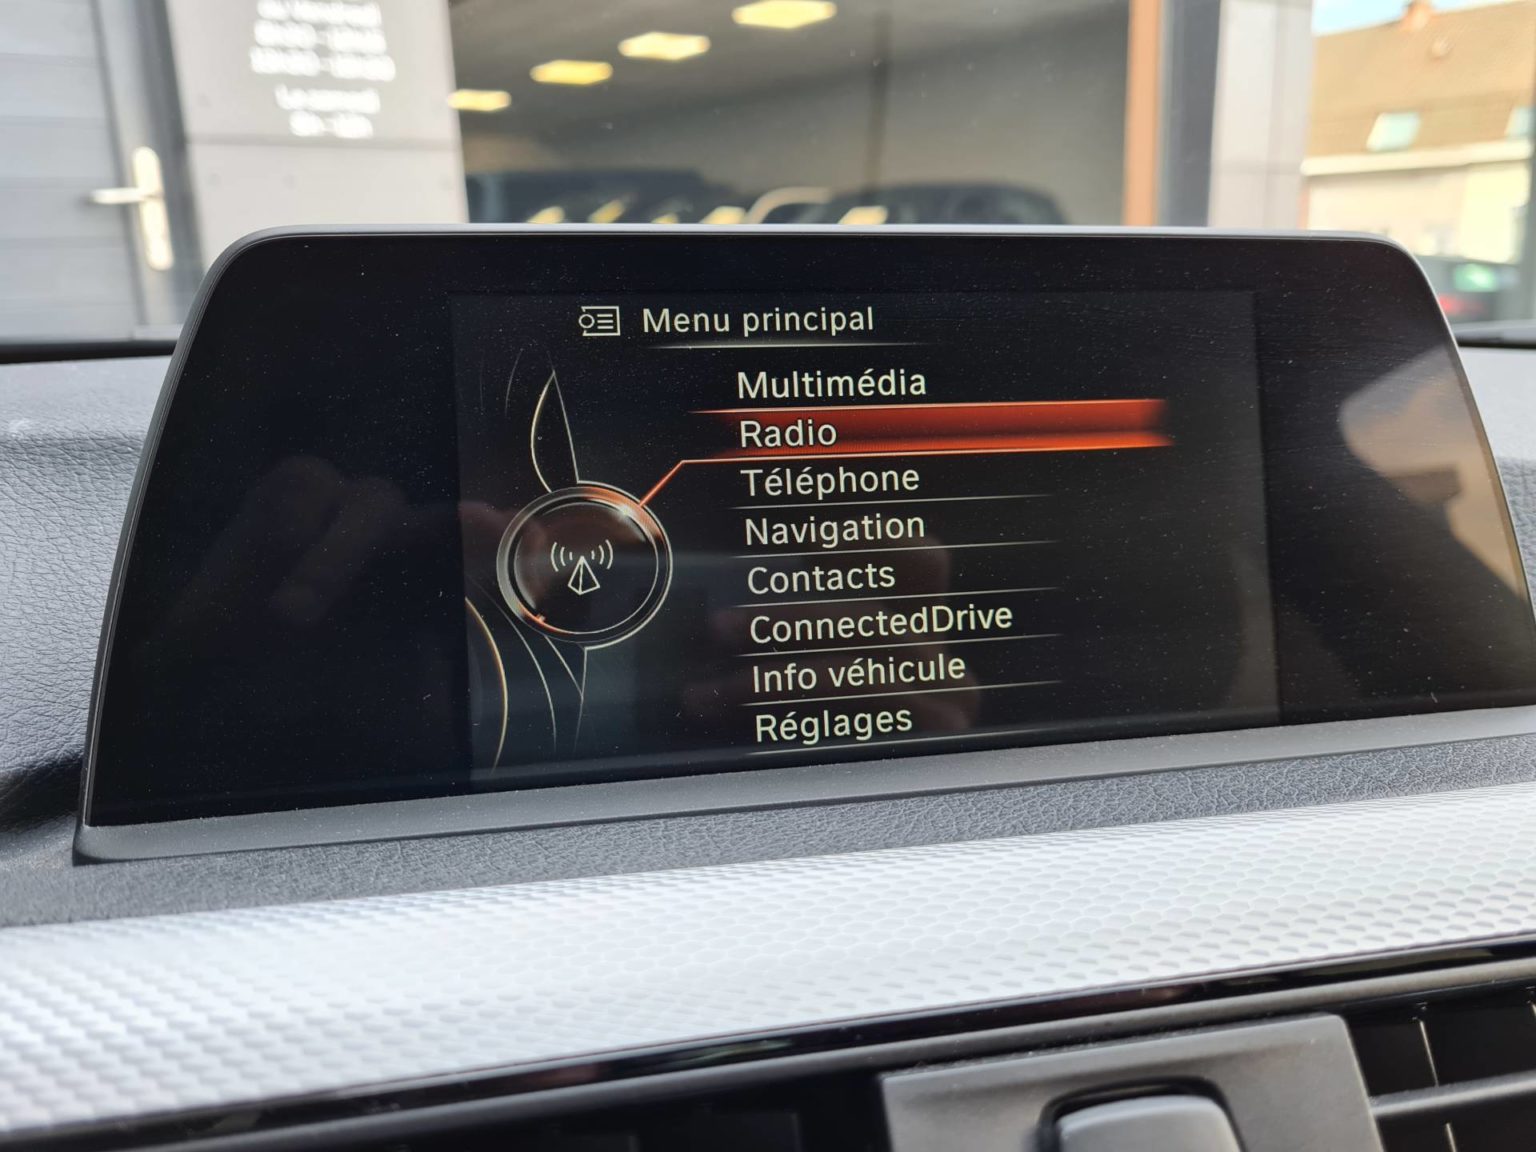 Menu principal
Multimédia
Radio
Téléphone
Navigation
Contacts
ConnectedDrive
Info véhicule
Réglages